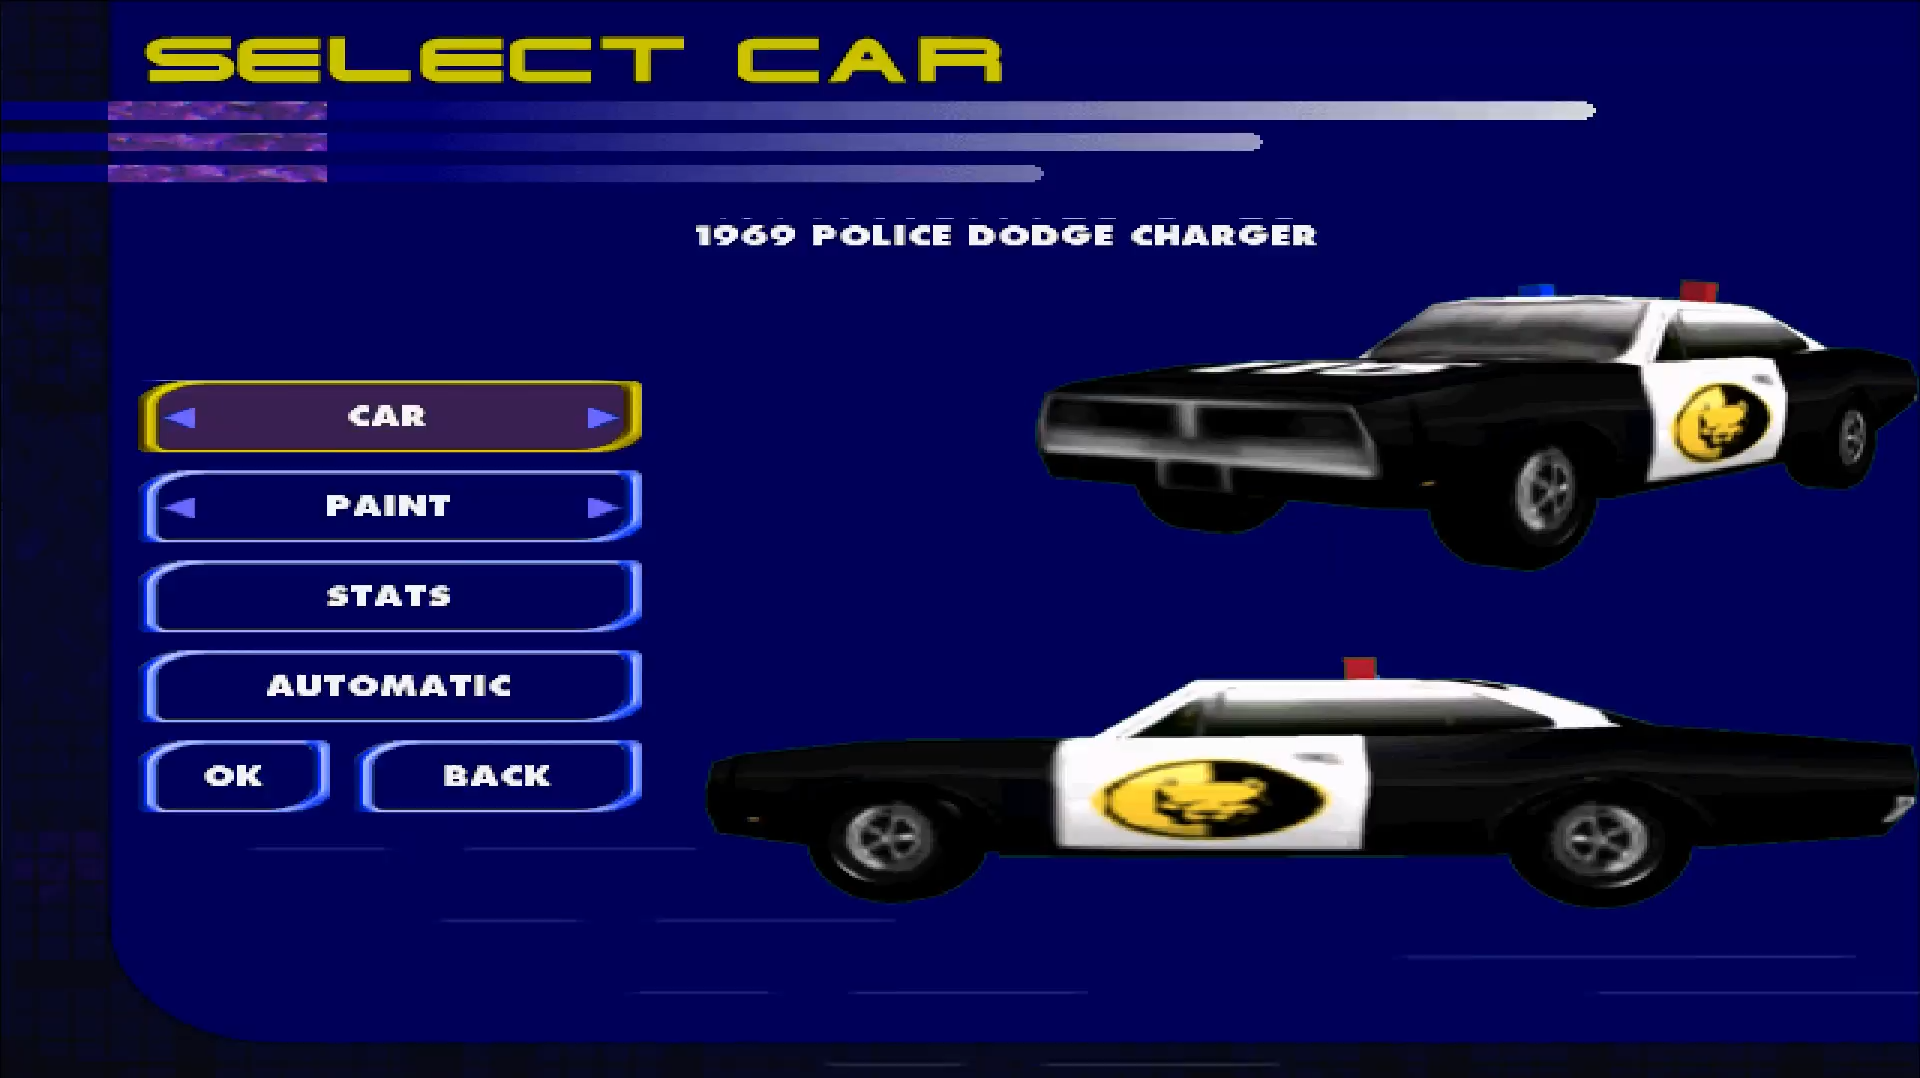 SELECT CAR
1969 POLICE DODGE CHARGER
CAR
PAINT
STATS
AUTOMATIC
OK
BACK